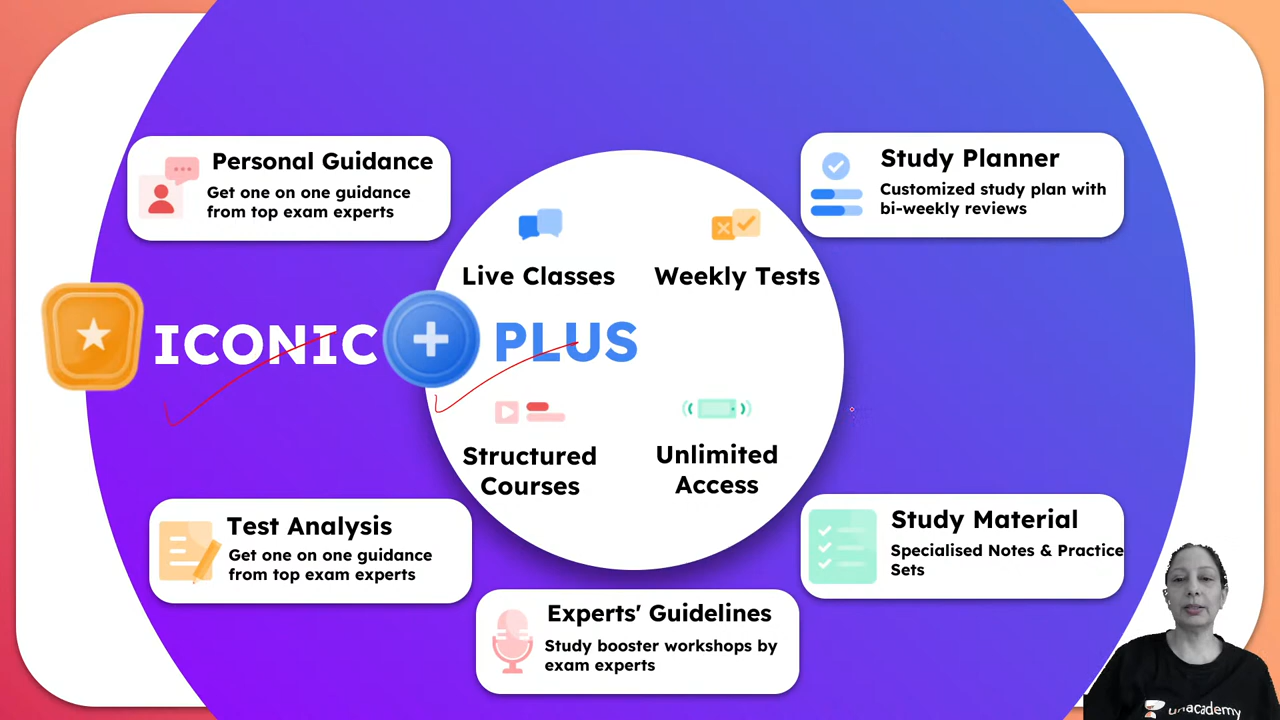 Personal Guidance
Get one on one guidance
from top exam experts
Study Planner
Customized study plan with
bi-weekly reviews
Live Classes
Weekly Tests
ICONIC
PLUS
Structured
Courses
Unlimited
Access
Test Analysis
Get one on one guidance
from top exam experts
Study Material
Specialised Notes & Practice
Sets
Experts' Guidelines
Study booster workshops by
exam experts
unacademy